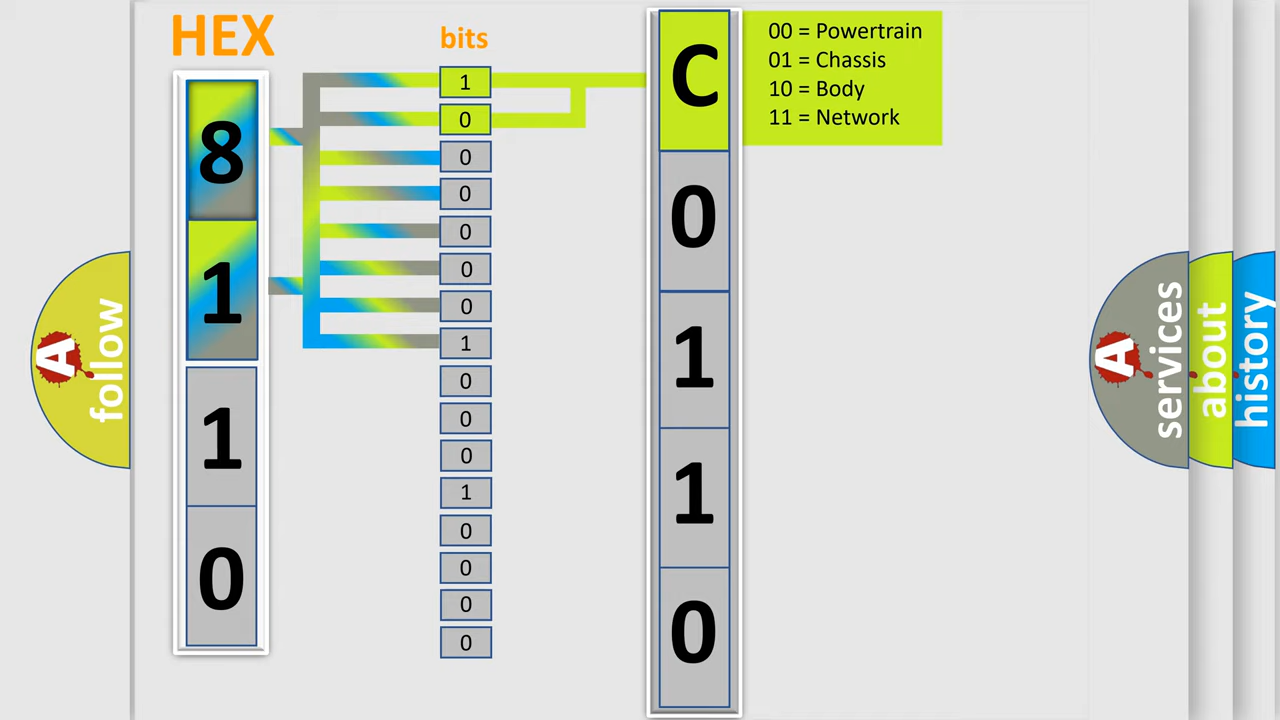 HEX
bits
8
1
1
0
1
0
0
0
0
0
0
1
0
0
0
1
0
0
0
0
C
0
1
1
0
00 = Powertrain
01 = Chassis
10 = Body
11 = Network
A
follow
A
services
about
history